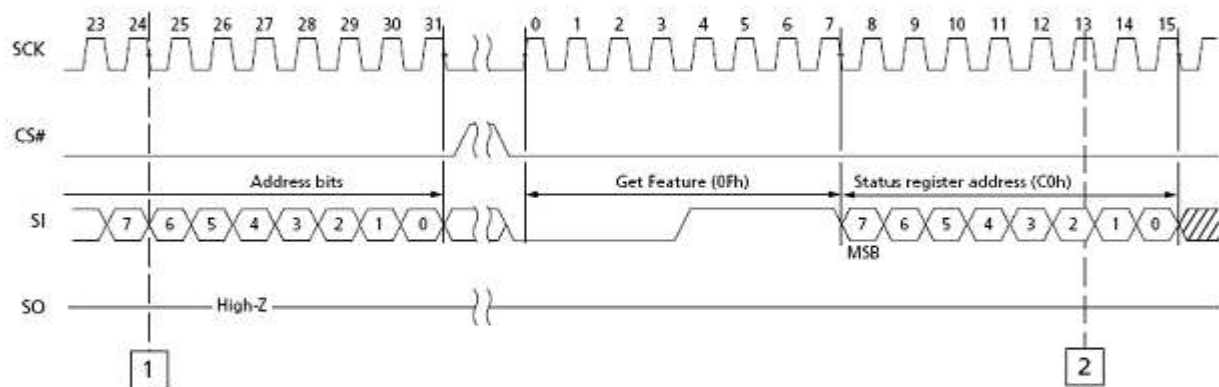 23 24 25 26 27 28 29 30 31 0 1 2 3 4 5 6 7 8 9 10 11 12 13 14 15
SCK
CS#
Address bits Get Feature (0Fh) Status register address (C0h)
SI 7 6 5 4 3 2 1 0 7 6 5 4 3 2 1 0
MSB
SO High-Z
1 2